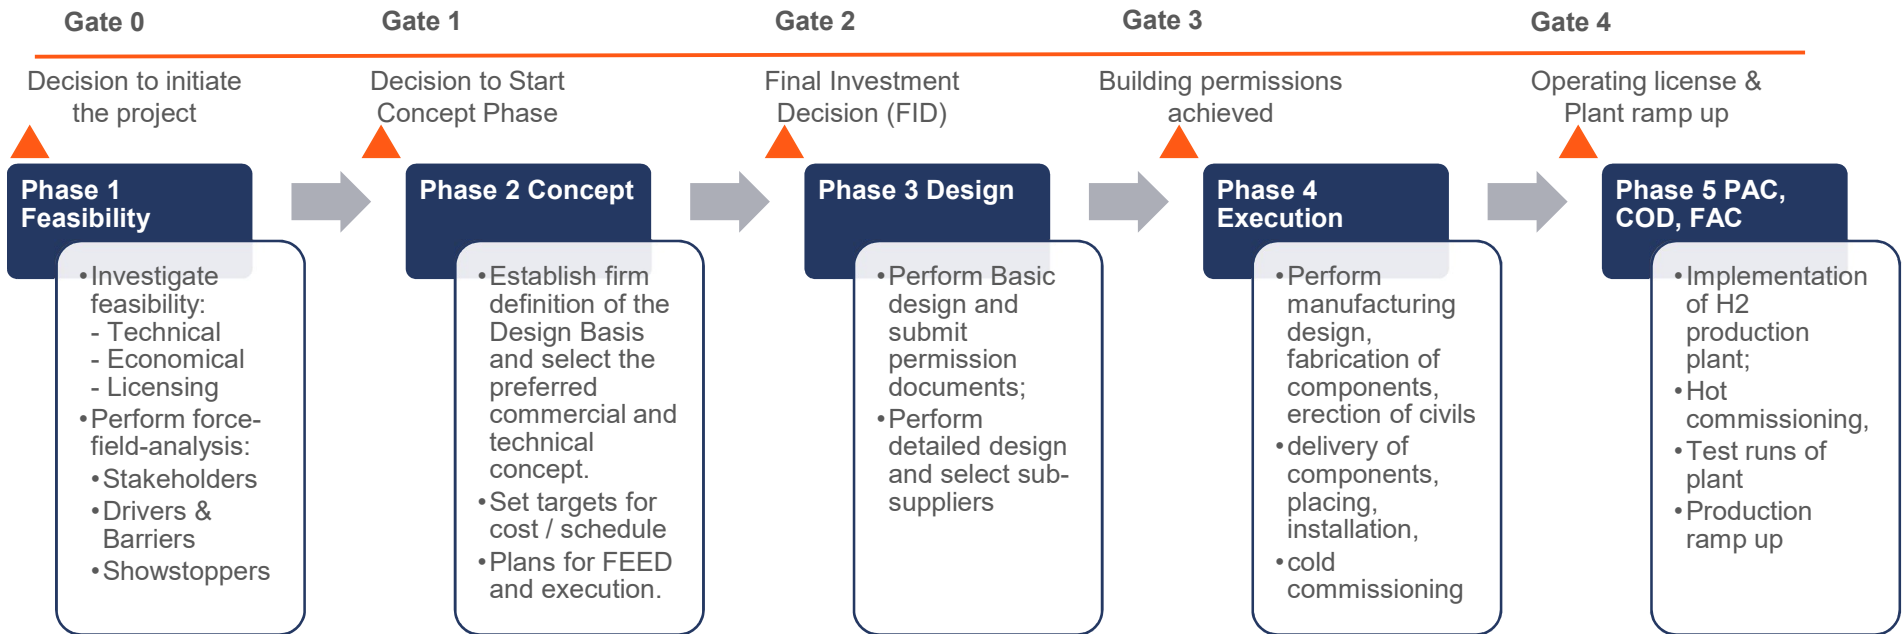 Gate 0
Gate 1
Gate 2
Gate 3
Gate 4
Decision to initiate
the project
Decision to Start
Concept Phase
Final Investment
Decision (FID)
Building permissions
achieved
Operating license &
Plant ramp up
Phase 1
Feasibility
•Investigate
feasibility:
- Technical
- Economical
- Licensing
•Perform force-
field-analysis:
•Stakeholders
•Drivers &
Barriers
•Showstoppers
Phase 2 Concept
•Establish firm
definition of the
Design Basis
and select the
preferred
commercial and
technical
concept.
•Set targets for
cost / schedule
•Plans for FEED
and execution.
Phase 3 Design
•Perform Basic
design and
submit
permission
documents;
•Perform
detailed design
and select sub-
suppliers
Phase 4
Execution
•Perform
manufacturing
design,
fabrication of
components,
erection of civils
•delivery of
components,
placing,
installation,
•cold
commissioning
Phase 5 PAC,
COD, FAC
•Implementation
of H2
production
plant;
•Hot
commissioning,
•Test runs of
plant
•Production
ramp up